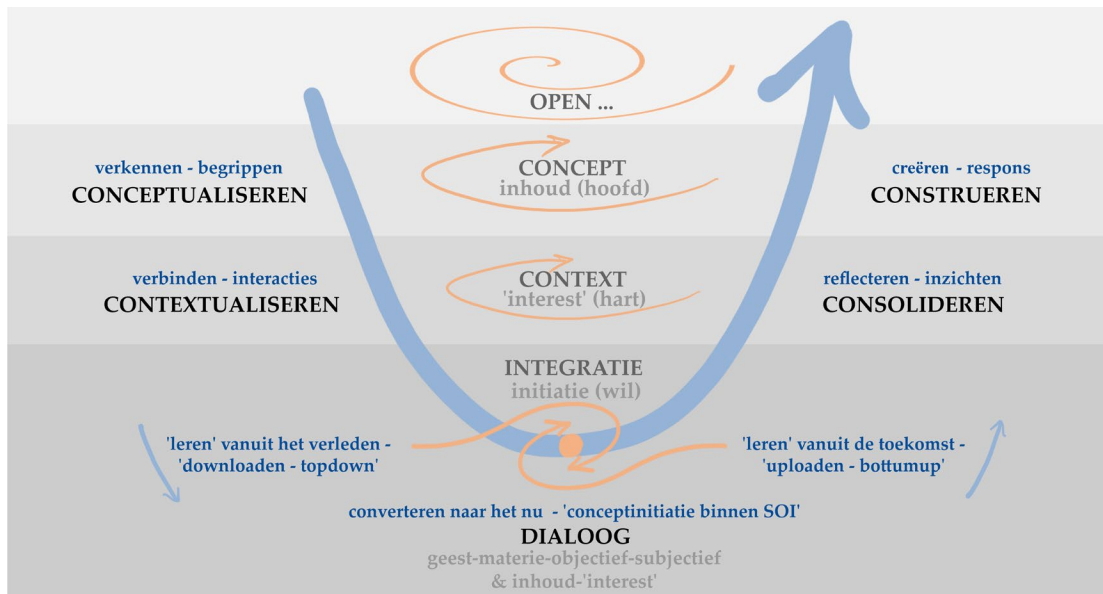 OPEN ...
verkennen - begrippen
CONCEPTUALISEREN
CONCEPT
inhoud (hoofd)
creëren - respons
CONSTRUEREN
verbinden - interacties
CONTEXTUALISEREN
CONTEXT
'interest' (hart)
reflecteren - inzichten
CONSOLIDEREN
INTEGRATIE
initiatie (wil)
'leren' vanuit het verleden -
'downloaden - topdown'
'leren' vanuit de toekomst -
'uploaden - bottumup'
converteren naar het nu - 'conceptinitiatie binnen SOI'
DIALOOG
geest-materie-objectief-subjectief
& inhoud-'interest'